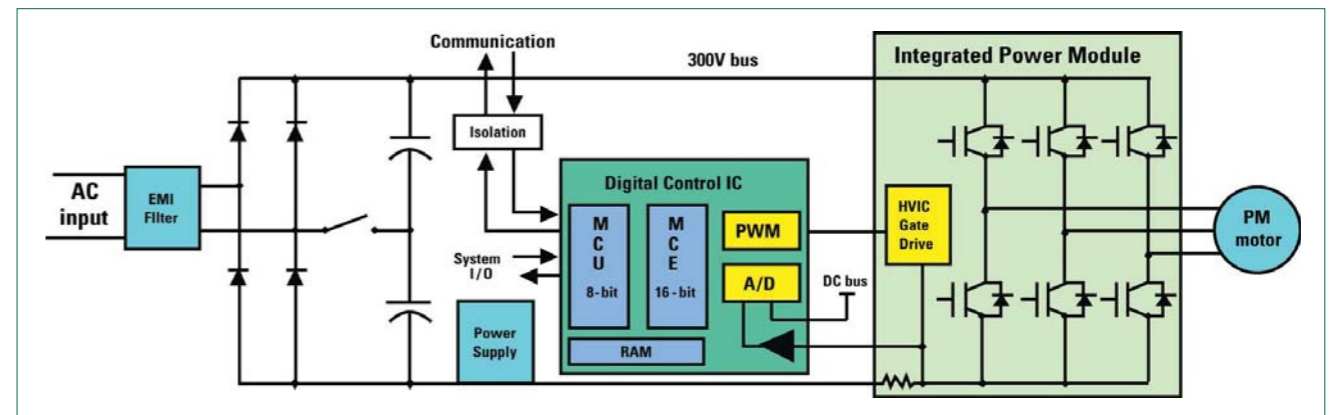 Communication
300V bus
Integrated Power Module
Isolation
AC
input
EMI
FIlter
Digital Control IC
M
C
U
8-bit
M
C
E
16-bit
PWM
A/D
RAM
System
I/O
Power
Supply
DC bus
HVIC
Gate
Drive
PM
motor